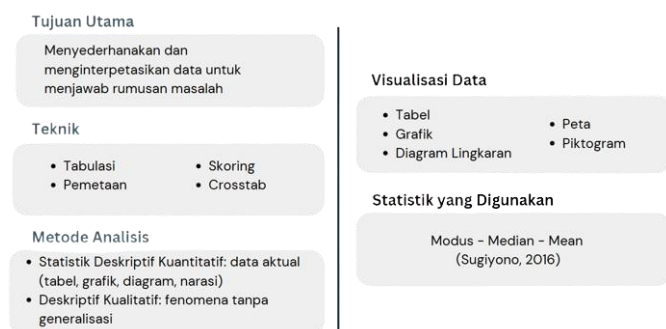 Tujuan Utama
Menyederhanakan dan
menginterpetasikan data untuk
menjawab rumusan masalah
Teknik
• Tabulasi
• Pemetaan
• Skoring
• Crosstab
Metode Analisis
• Statistik Deskriptif Kuantitatif: data aktual
(tabel, grafik, diagram, narasi)
• Deskriptif Kualitatif: fenomena tanpa
generalisasi
Visualisasi Data
• Tabel
• Grafik
• Diagram Lingkaran
• Peta
• Piktogram
Statistik yang Digunakan
Modus - Median - Mean
(Sugiyono, 2016)